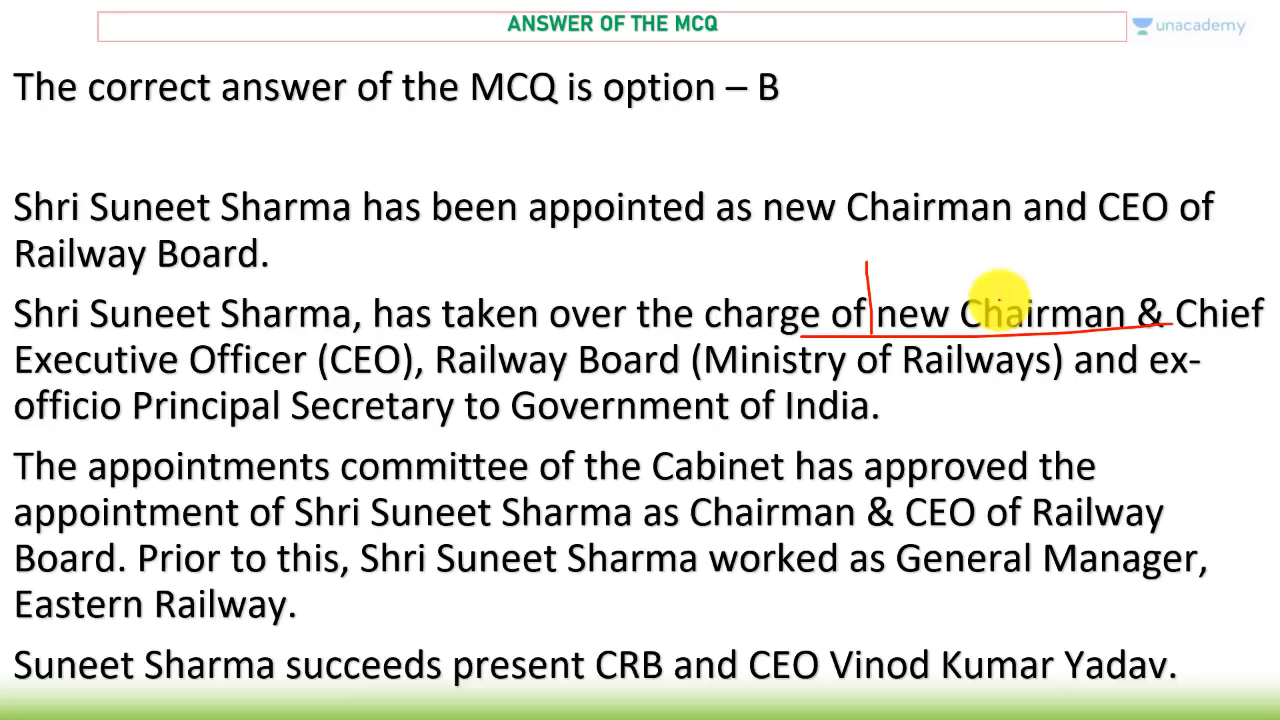 ANSWER OF THE MCQ
unacademy
The correct answer of the MCQ is option – B
Shri Suneet Sharma has been appointed as new Chairman and CEO of
Railway Board.
Shri Suneet Sharma, has taken over the charge of new Chairman & Chief
Executive Officer (CEO), Railway Board (Ministry of Railways) and ex-
officio Principal Secretary to Government of India.
The appointments committee of the Cabinet has approved the
appointment of Shri Suneet Sharma as Chairman & CEO of Railway
Board. Prior to this, Shri Suneet Sharma worked as General Manager,
Eastern Railway.
Suneet Sharma succeeds present CRB and CEO Vinod Kumar Yadav.